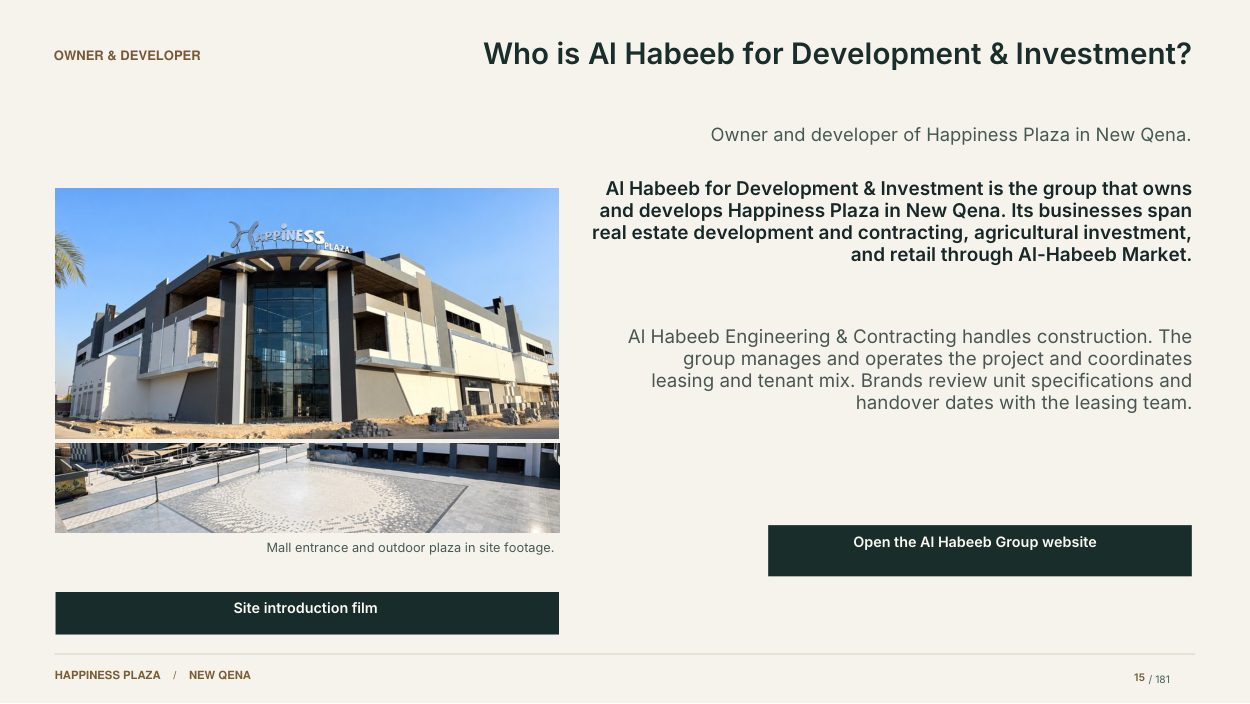 OWNER & DEVELOPER
Who is Al Habeeb for Development & Investment?
Owner and developer of Happiness Plaza in New Qena.
Al Habeeb for Development & Investment is the group that owns
and develops Happiness Plaza in New Qena. Its businesses span
real estate development and contracting, agricultural investment,
and retail through Al-Habeeb Market.
HAPPINESS
PLAZA
Al Habeeb Engineering & Contracting handles construction. The
group manages and operates the project and coordinates
leasing and tenant mix. Brands review unit specifications and
handover dates with the leasing team.
Mall entrance and outdoor plaza in site footage.
Open the Al Habeeb Group website
Site introduction film
HAPPINESS PLAZA / NEW QENA
15 / 181